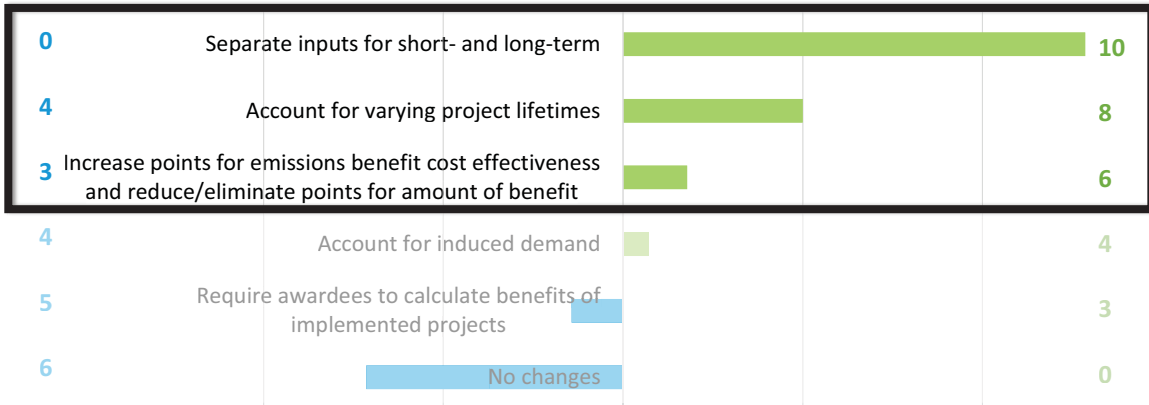 0 Separate inputs for short- and long-term 10
4 Account for varying project lifetimes 8
Increase points for emissions benefit cost effectiveness
3 and reduce/eliminate points for amount of benefit 6
4 Account for induced demand 4
Require awardees to calculate benefits of
5 implemented projects 3
6 No changes 0